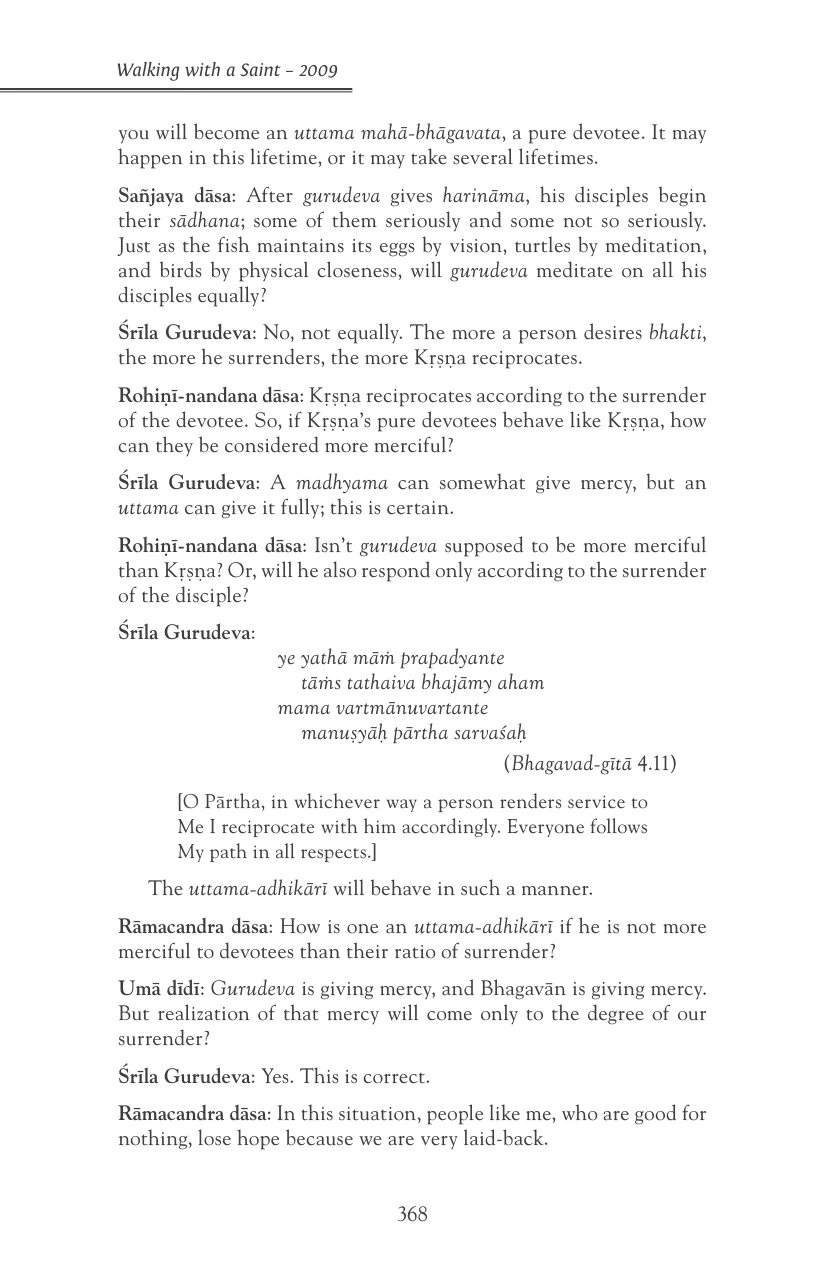 Walking with a Saint – 2009
you will become an uttama mahā-bhāgavata, a pure devotee. It may
happen in this lifetime, or it may take several lifetimes.
Sañjaya dāsa: After gurudeva gives harināma, his disciples begin
their sādhana; some of them seriously and some not so seriously.
Just as the fish maintains its eggs by vision, turtles by meditation,
and birds by physical closeness, will gurudeva meditate on all his
disciples equally?
Śrīla Gurudeva: No, not equally. The more a person desires bhakti,
the more he surrenders, the more Kṛṣṇa reciprocates.
Rohiṇī-nandana dāsa: Kṛṣṇa reciprocates according to the surrender
of the devotee. So, if Kṛṣṇa’s pure devotees behave like Kṛṣṇa, how
can they be considered more merciful?
Śrīla Gurudeva: A madhyama can somewhat give mercy, but an
uttama can give it fully; this is certain.
Rohiṇī-nandana dāsa: Isn’t gurudeva supposed to be more merciful
than Kṛṣṇa? Or, will he also respond only according to the surrender
of the disciple?
Śrīla Gurudeva:
ye yathā māṁ prapadyante
tāṁs tathaiva bhajāmy aham
mama vartmānuvartante
manuṣyāḥ pārtha sarvaśaḥ
(Bhagavad-gītā 4.11)
[O Pārtha, in whichever way a person renders service to
Me I reciprocate with him accordingly. Everyone follows
My path in all respects.]
The uttama-adhikārī will behave in such a manner.
Rāmacandra dāsa: How is one an uttama-adhikārī if he is not more
merciful to devotees than their ratio of surrender?
Umā dīdī: Gurudeva is giving mercy, and Bhagavān is giving mercy.
But realization of that mercy will come only to the degree of our
surrender?
Śrīla Gurudeva: Yes. This is correct.
Rāmacandra dāsa: In this situation, people like me, who are good for
nothing, lose hope because we are very laid-back.
368